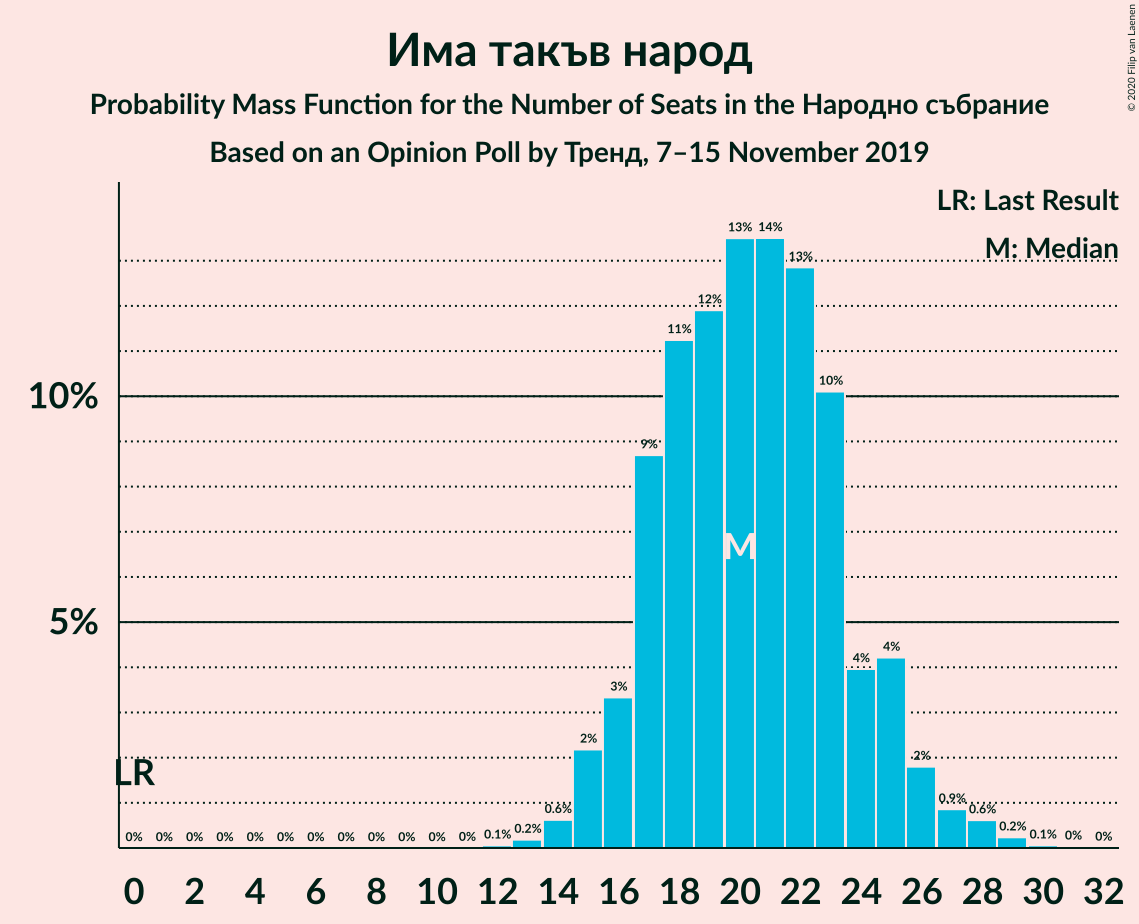 Има такъв народ
Probability Mass Function for the Number of Seats in the Народно събрание
Based on an Opinion Poll by Тренд, 7–15 November 2019
© 2020 Filip van Laenen
LR: Last Result
M: Median
10%
5%
LR
M
0% 0% 0% 0% 0% 0% 0% 0% 0% 0% 0% 0% 0.1% 0.2% 0.6% 2% 3% 9% 11% 12% 13% 14% 13% 10% 4% 4% 2% 0.9% 0.6% 0.2% 0.1% 0% 0%
0 2 4 6 8 10 12 14 16 18 20 22 24 26 28 30 32